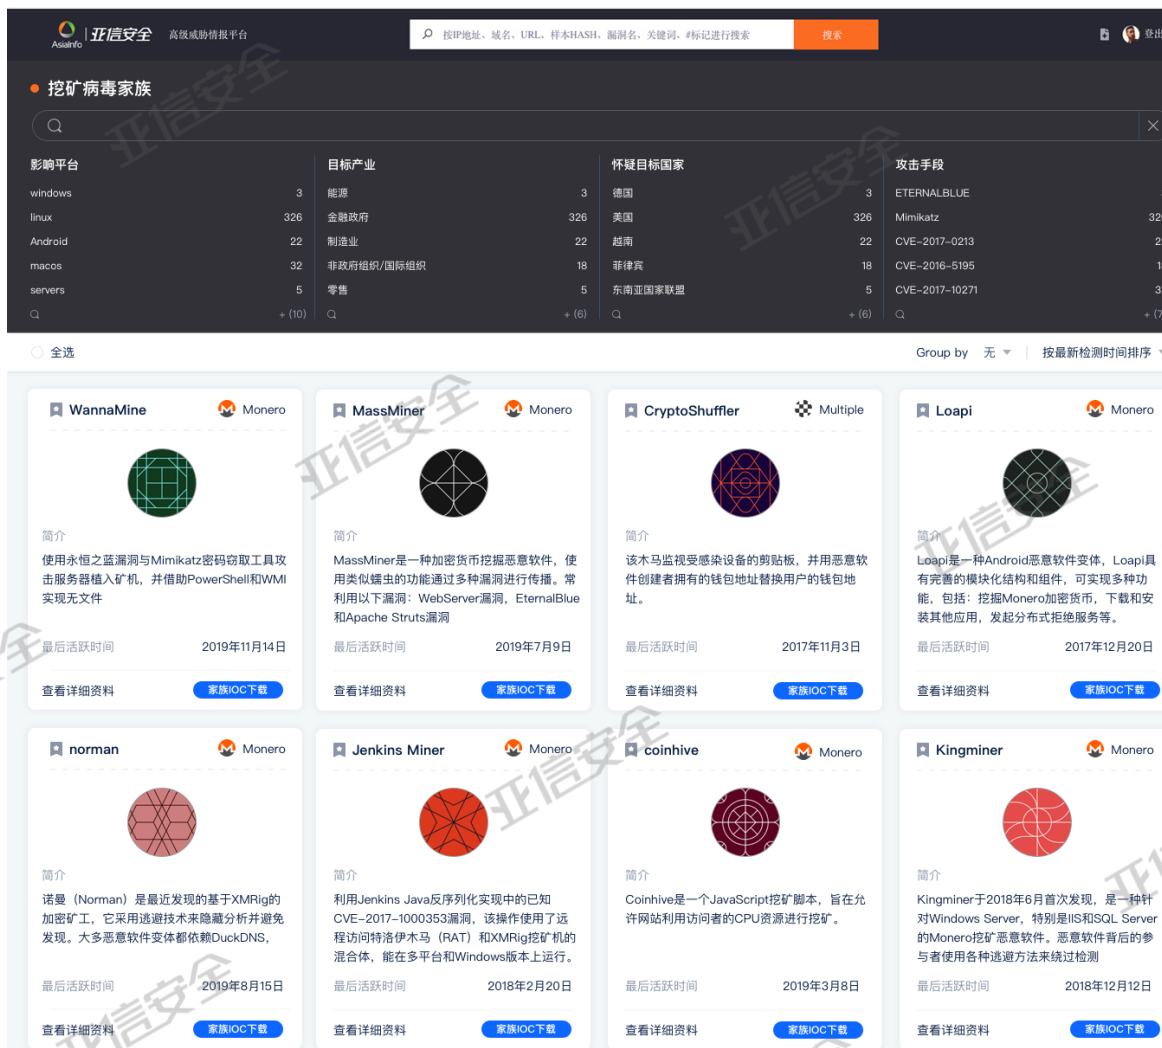 AsiaInfo 亚信安全 高级威胁情报平台
按IP地址、域名、URL、样本HASH、漏洞名、关键词、#标记进行搜索 搜索
登出
挖矿病毒家族
影响平台 目标产业 怀疑目标国家 攻击手段
windows 3 能源 3 德国 3 ETERNALBLUE
linux 326 金融政府 326 美国 326 Mimikatz
Android 22 制造业 22 越南 22 CVE-2017-0213
macos 32 非政府组织/国际组织 18 菲律宾 18 CVE-2016-5195
servers 5 零售 5 东南亚国家联盟 5 CVE-2017-10271
+ (10) + (6) + (6) + (7
全选 Group by 无 按最新检测时间排序
WannaMine Monero
简介
使用永恒之蓝漏洞与Mimikatz密码窃取工具攻
击服务器植入矿机，并借助PowerShell和WMI
实现无文件
最后活跃时间 2019年11月14日
查看详细资料 家族IOC下载
MassMiner Monero
简介
MassMiner是一种加密货币挖掘恶意软件，使
用类似蠕虫的功能通过多种漏洞进行传播。常
利用以下漏洞：WebServer漏洞，EternalBlue
和Apache Struts漏洞
最后活跃时间 2019年7月9日
查看详细资料 家族IOC下载
CryptoShuffler Multiple
简介
该木马监视受感染设备的剪贴板，并用恶意软
件创建者拥有的钱包地址替换用户的钱包地
址。
最后活跃时间 2017年11月3日
查看详细资料 家族IOC下载
Loapi Monero
简介
Loapi是一种Android恶意软件变体，Loapi具
有完善的模块化结构和组件，可实现多种功
能，包括：挖掘Monero加密货币，下载和安
装其他应用，发起分布式拒绝服务等。
最后活跃时间 2017年12月20日
查看详细资料 家族IOC下载
norman Monero
简介
诺曼（Norman）是最近发现的基于XMRig的
加密矿工，它采用逃避技术来隐藏分析并避免
发现。大多恶意软件变体都依赖DuckDNS，
最后活跃时间 2019年8月15日
查看详细资料 家族IOC下载
Jenkins Miner Monero
简介
利用Jenkins Java反序列化实现中的已知
CVE-2017-1000353漏洞，该操作使用了远
程访问特洛伊木马（RAT）和XMRig挖矿机的
混合体，能在多平台和Windows版本上运行。
最后活跃时间 2018年2月20日
查看详细资料 家族IOC下载
coinhive Monero
简介
Coinhive是一个JavaScript挖矿脚本，旨在允
许网站利用访问者的CPU资源进行挖矿。
最后活跃时间 2019年3月8日
查看详细资料 家族IOC下载
Kingminer Monero
简介
Kingminer于2018年6月首次发现，是一种针
对Windows Server，特别是IIS和SQL Server
的Monero挖矿恶意软件。恶意软件背后的参
与者使用各种逃避方法来绕过检测
最后活跃时间 2018年12月12日
查看详细资料 家族IOC下载
亚信安全